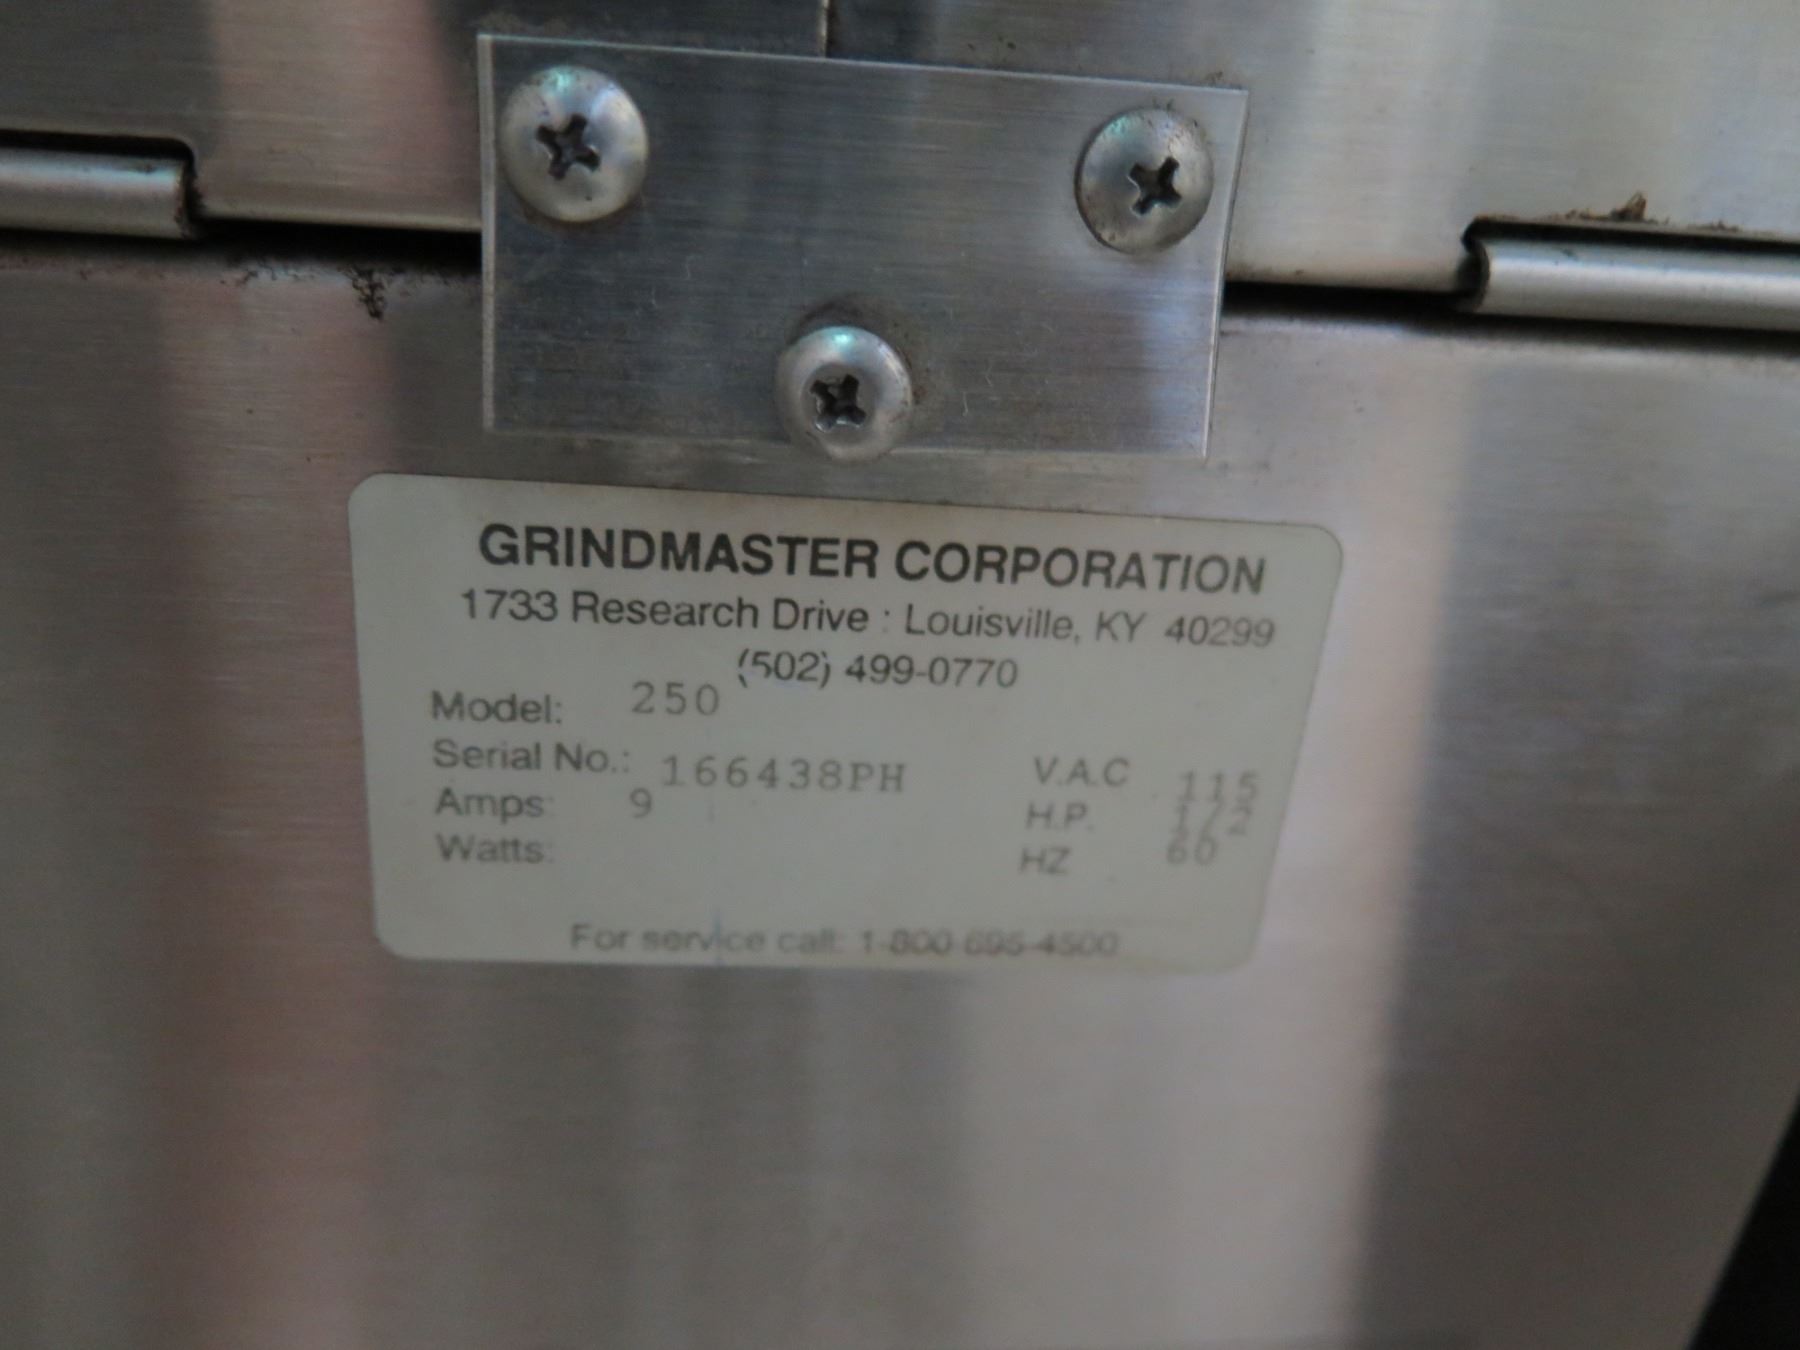 GRINDMASTER CORPORATION
1733 Research Drive : Louisville, KY 40299
(502) 499-0770
Model: 250
Serial No.: 166438PH V.A.C 115
Amps: 9 H.P. 1/2
Watts: HZ 60
For service call: 1-800 695-4500